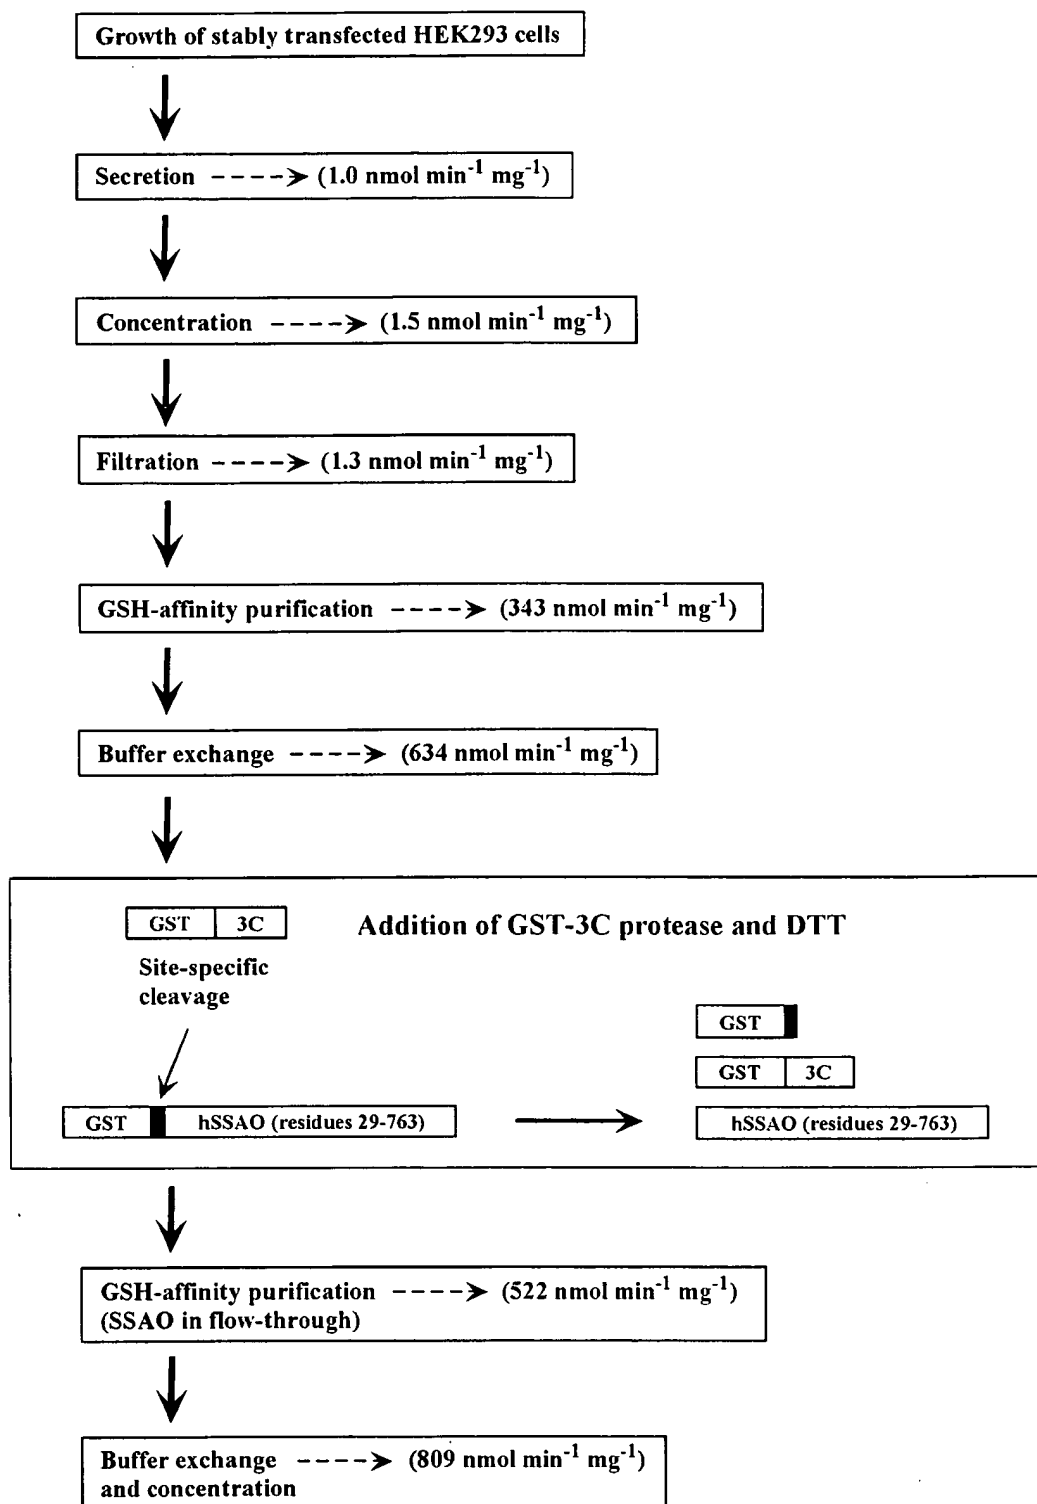 Growth of stably transfected HEK293 cells
Secretion ----> (1.0 nmol min⁻¹ mg⁻¹)
Concentration ----> (1.5 nmol min⁻¹ mg⁻¹)
Filtration ----> (1.3 nmol min⁻¹ mg⁻¹)
GSH-affinity purification ----> (343 nmol min⁻¹ mg⁻¹)
Buffer exchange ----> (634 nmol min⁻¹ mg⁻¹)
GST 3C Addition of GST-3C protease and DTT
Site-specific
cleavage
GST
GST 3C
GST hSSAO (residues 29-763) hSSAO (residues 29-763)
GSH-affinity purification ----> (522 nmol min⁻¹ mg⁻¹)
(SSAO in flow-through)
Buffer exchange ----> (809 nmol min⁻¹ mg⁻¹)
and concentration